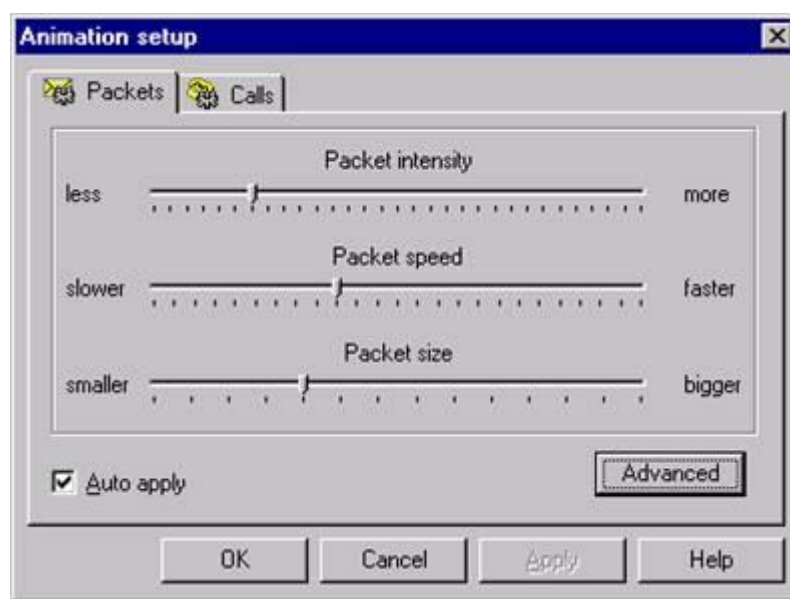 Animation setup
Packets Calls
Packet intensity
less more
Packet speed
slower faster
Packet size
smaller bigger
Auto apply Advanced
OK Cancel Apply Help